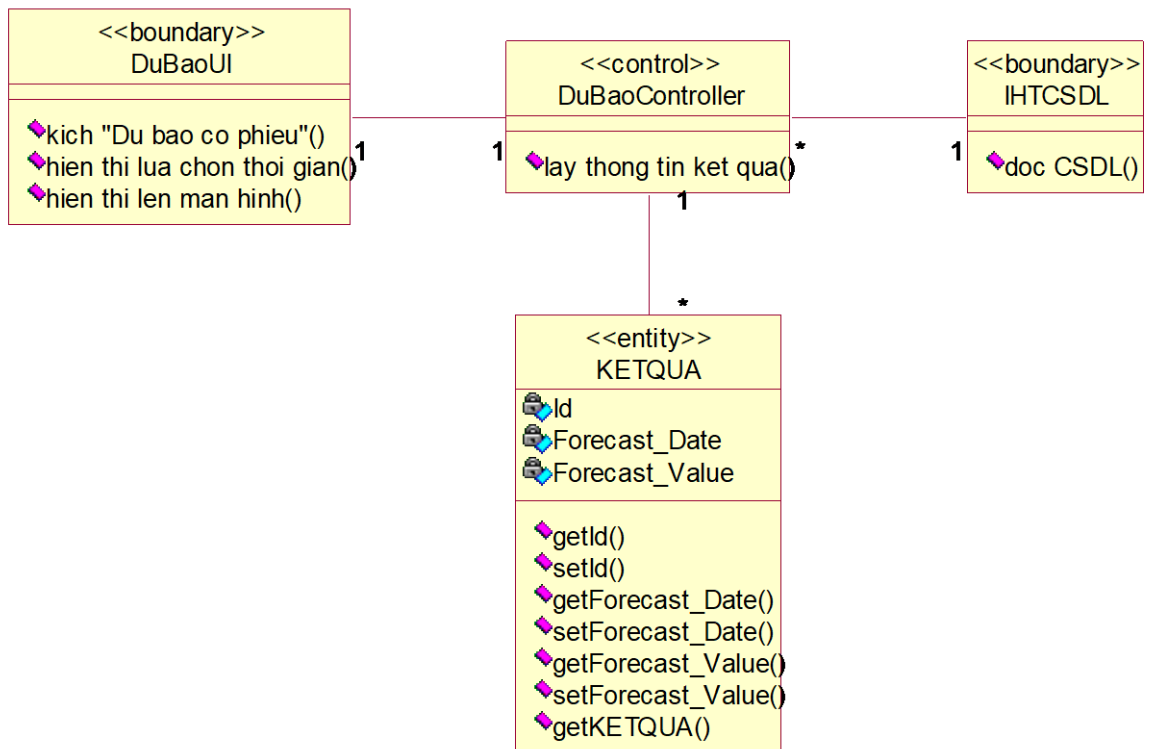 <<boundary>>
DuBaoUI
kich "Du bao co phieu"()
hien thi lua chon thoi gian()
hien thi len man hinh()
1
1
<<control>>
DuBaoController
lay thong tin ket qua()
*
1
<<boundary>>
IHTCSDL
doc CSDL()
1
*
<<entity>>
KETQUA
Id
Forecast_Date
Forecast_Value
getId()
setId()
getForecast_Date()
setForecast_Date()
getForecast_Value()
setForecast_Value()
getKETQUA()